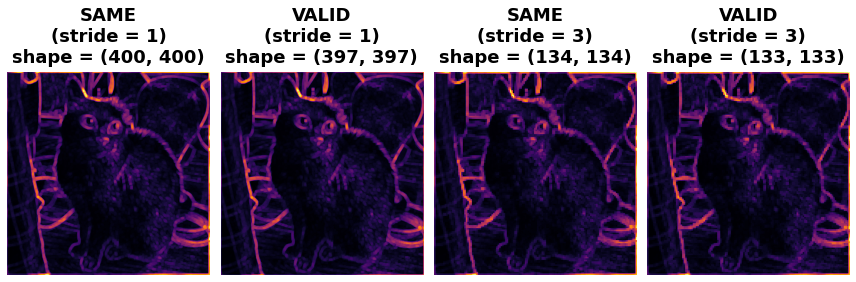 SAME
(stride = 1)
shape = (400, 400)
VALID
(stride = 1)
shape = (397, 397)
SAME
(stride = 3)
shape = (134, 134)
VALID
(stride = 3)
shape = (133, 133)